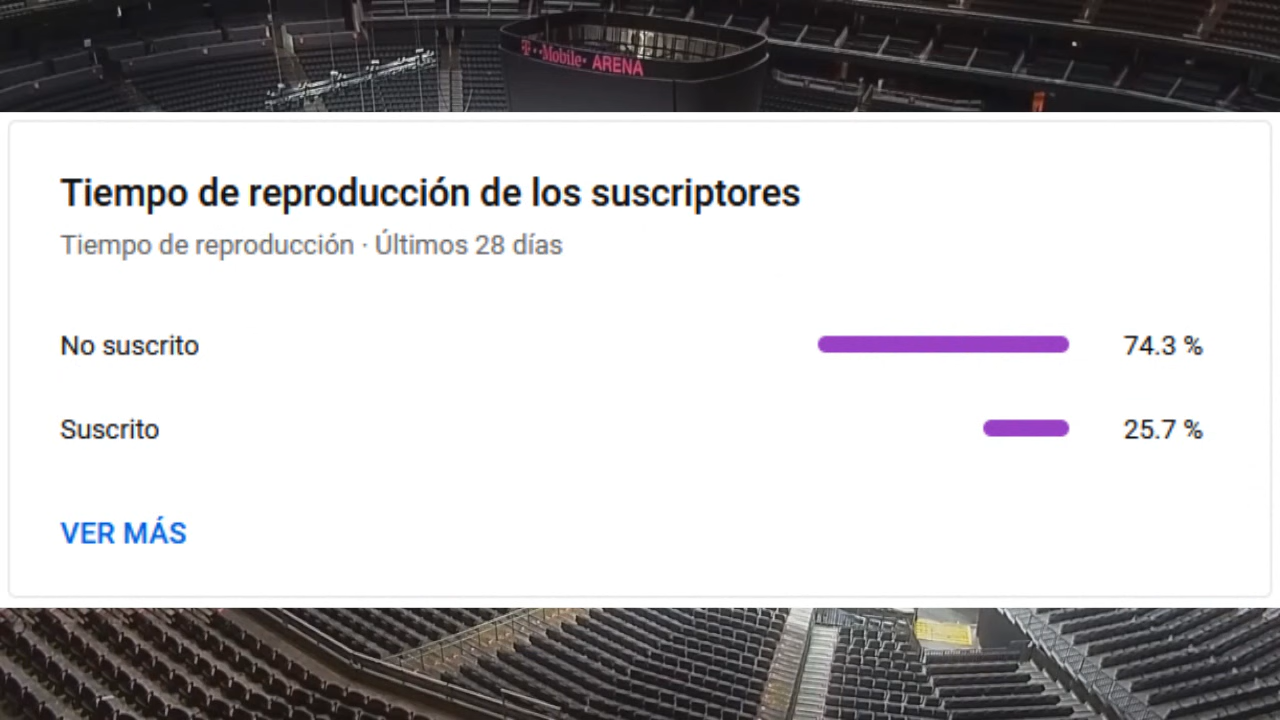 T··Mobile· ARENA
Tiempo de reproducción de los suscriptores
Tiempo de reproducción · Últimos 28 días
No suscrito 74.3 %
Suscrito 25.7 %
VER MÁS